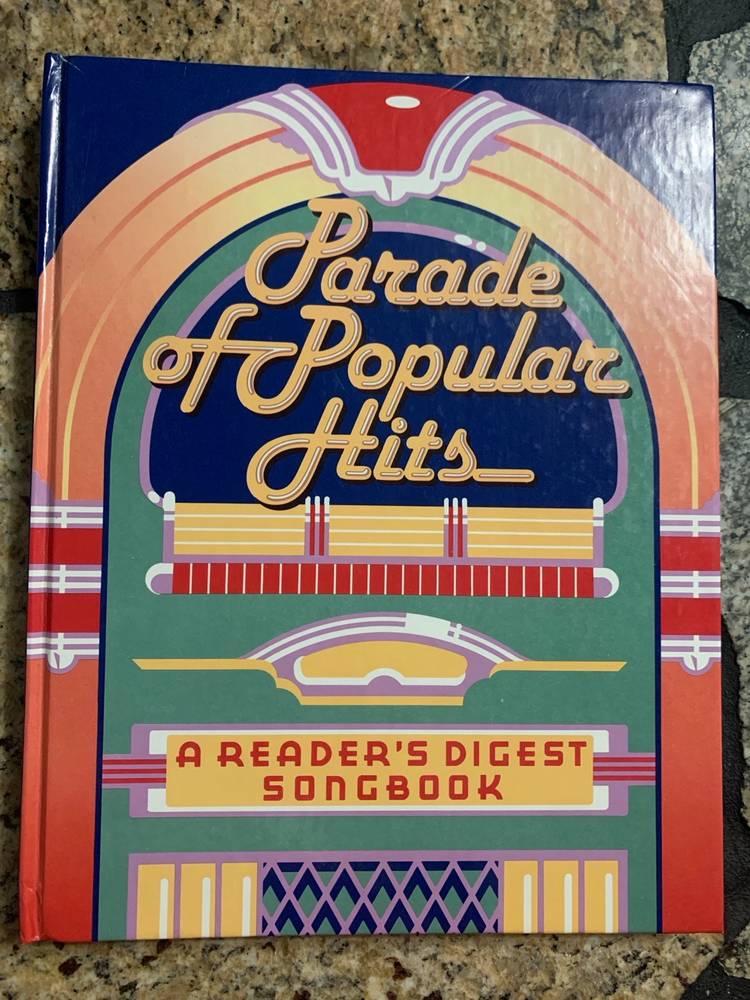 Parade
of Popular
Hits
A READER'S DIGEST
SONGBOOK